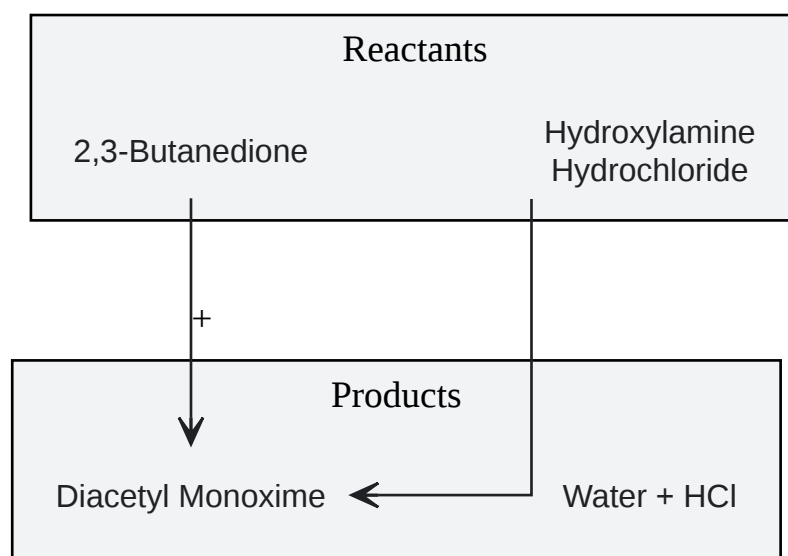 Reactants
2,3-Butanedione
Hydroxylamine
Hydrochloride
+
Products
Diacetyl Monoxime
Water + HCl